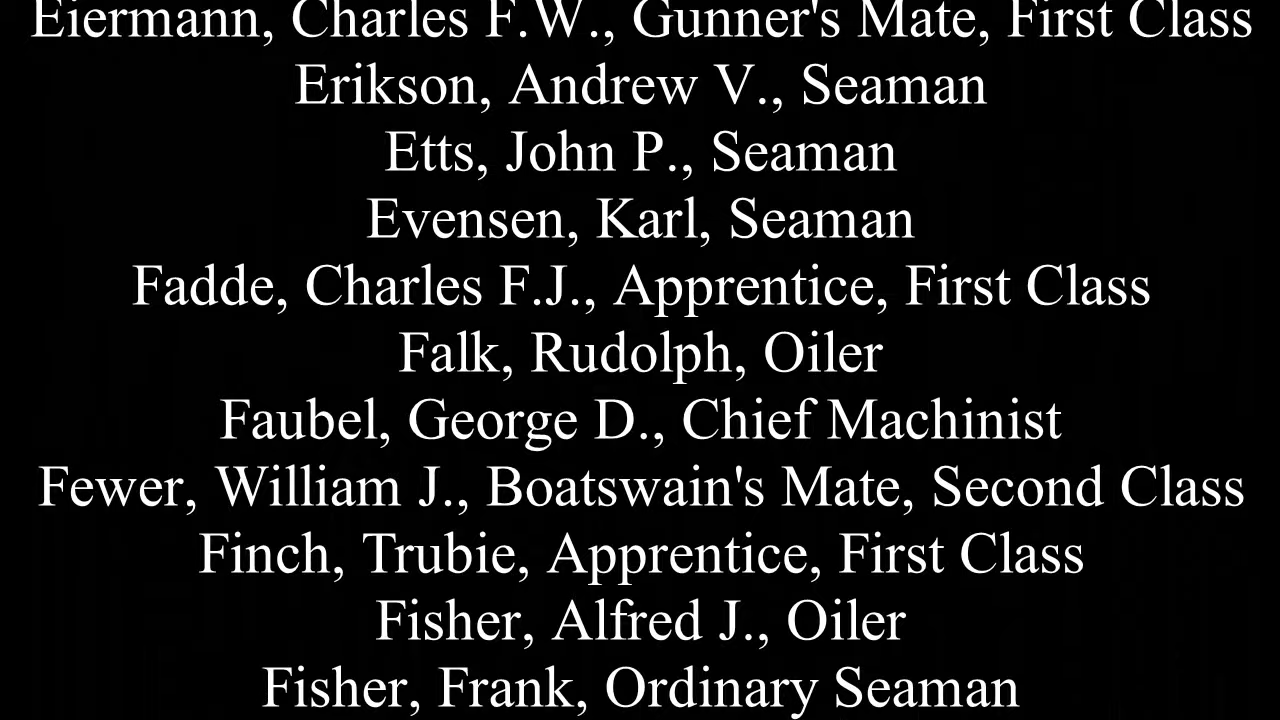 Eiermann, Charles F.W., Gunner's Mate, First Class
Erikson, Andrew V., Seaman
Etts, John P., Seaman
Evensen, Karl, Seaman
Fadde, Charles F.J., Apprentice, First Class
Falk, Rudolph, Oiler
Faubel, George D., Chief Machinist
Fewer, William J., Boatswain's Mate, Second Class
Finch, Trubie, Apprentice, First Class
Fisher, Alfred J., Oiler
Fisher, Frank, Ordinary Seaman